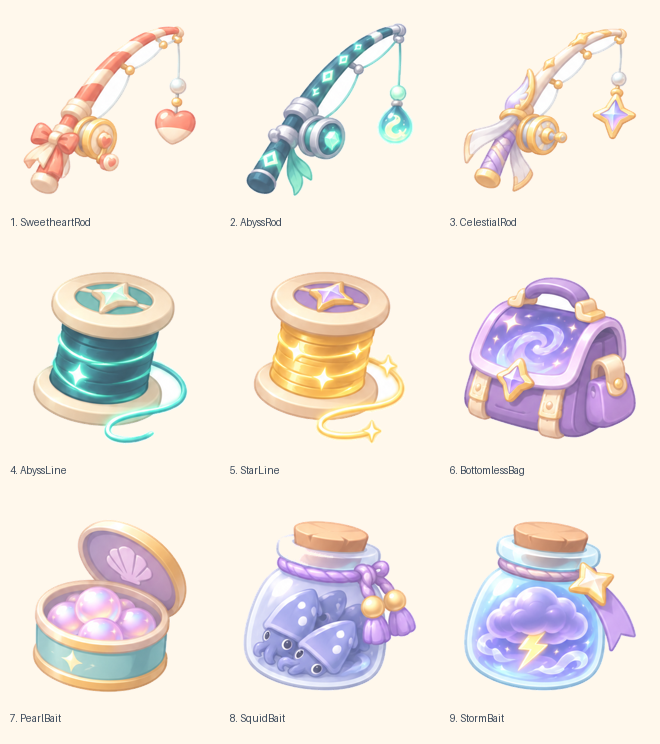 1. SweetheartRod
2. AbyssRod
3. CelestialRod
4. AbyssLine
5. StarLine
6. BottomlessBag
7. PearlBait
8. SquidBait
9. StormBait